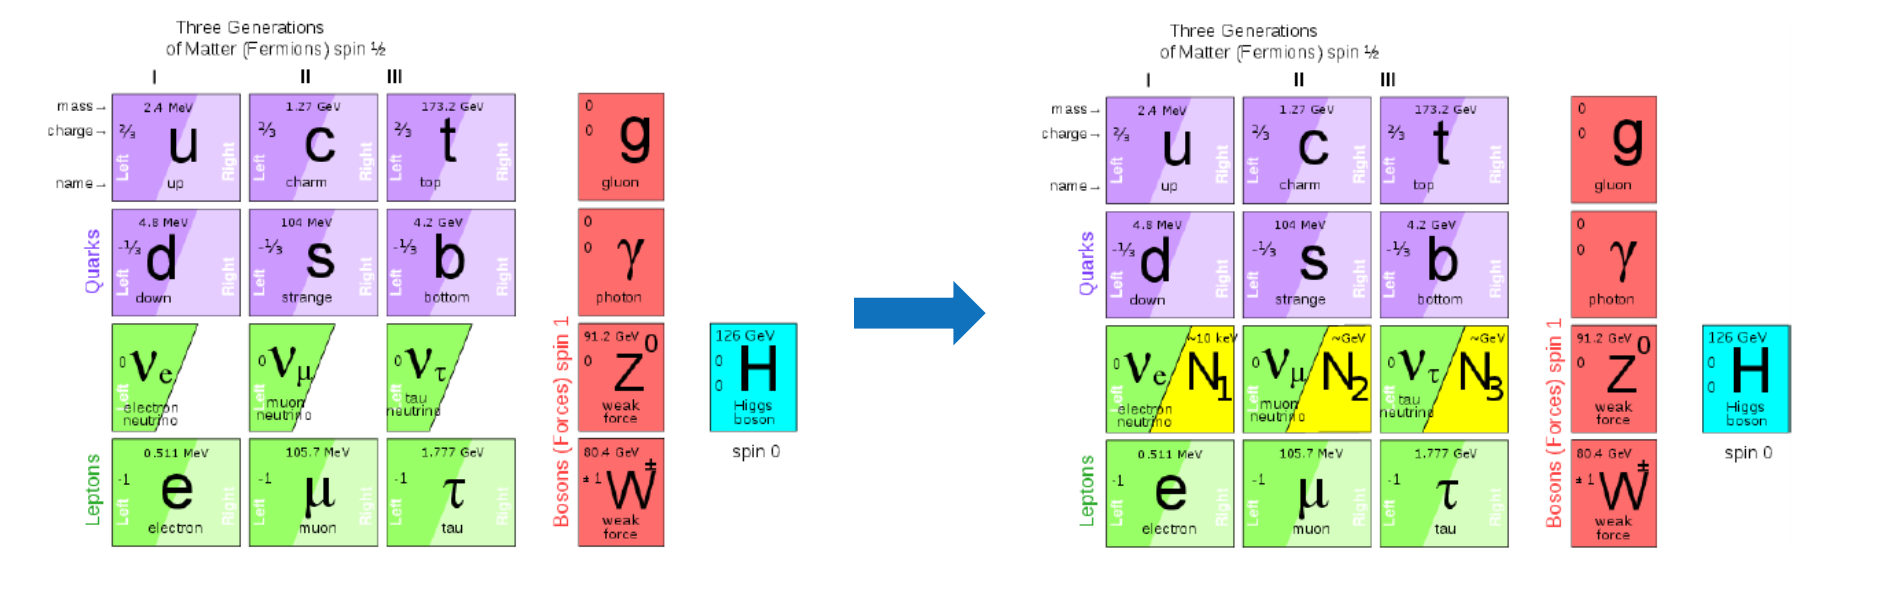 Three Generations
of Matter (Fermions) spin ½
I II III
mass→ 2.4 MeV 1.27 GeV 173.2 GeV 0
charge→ ⅔ u ⅔ c ⅔ t 0 g
Left Right Left Right Left Right
name→ up charm top gluon
Quarks
4.8 MeV 104 MeV 4.2 GeV 0
-⅓ d -⅓ s -⅓ b 0 γ
Left Right Left Right Left Right
down strange bottom photon
Bosons (Forces) spin 1
91.2 GeV 126 GeV
0 νe 0 νμ 0 ντ 0 Z0 0 0 H
Left Left Left
electron neutrino
muon neutrino
tau neutrino
weak force
Higgs boson
spin 0
Leptons
0.511 MeV 105.7 MeV 1.777 GeV 80.4 GeV
-1 e -1 μ -1 τ ±1 W±
Left Right Left Right Left Right
electron muon tau weak force
Three Generations
of Matter (Fermions) spin ½
I II III
mass→ 2.4 MeV 1.27 GeV 173.2 GeV 0
charge→ ⅔ u ⅔ c ⅔ t 0 g
Left Right Left Right Left Right
name→ up charm top gluon
Quarks
4.8 MeV 104 MeV 4.2 GeV 0
-⅓ d -⅓ s -⅓ b 0 γ
Left Right Left Right Left Right
down strange bottom photon
Bosons (Forces) spin 1
~10 keV ~GeV ~GeV 91.2 GeV 126 GeV
0 νe N1 0 νμ N2 0 ντ N3 0 Z0 0 0 H
Left Left Left
electron neutrino
muon neutrino
tau neutrino
weak force
Higgs boson
spin 0
Leptons
0.511 MeV 105.7 MeV 1.777 GeV 80.4 GeV
-1 e -1 μ -1 τ ±1 W±
Left Right Left Right Left Right
electron muon tau weak force